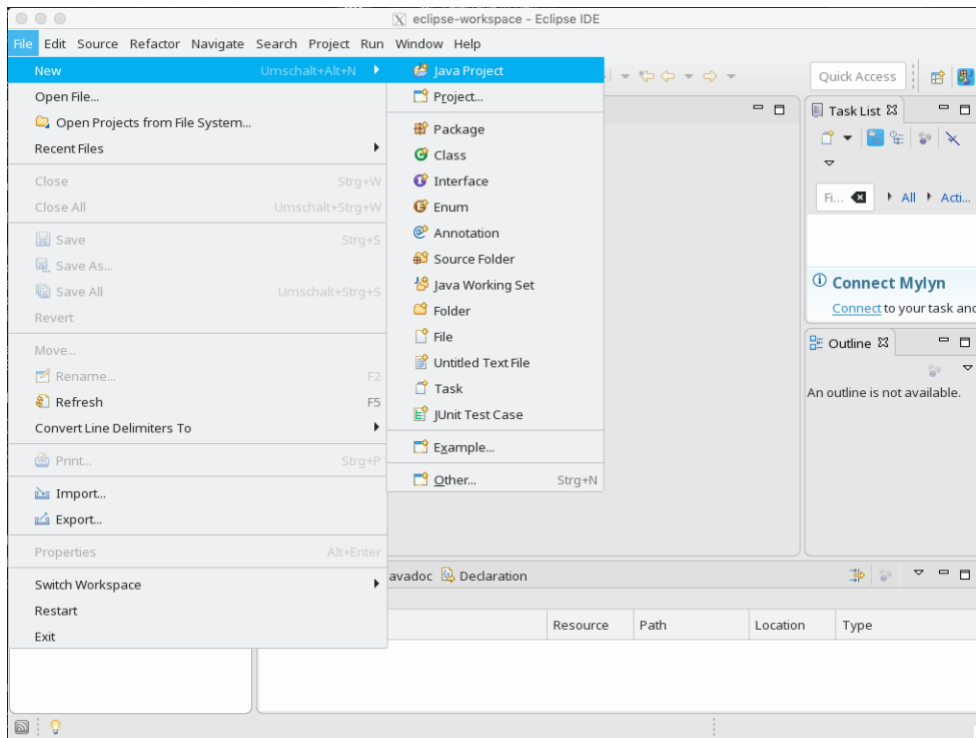 eclipse-workspace - Eclipse IDE
File Edit Source Refactor Navigate Search Project Run Window Help
New Umschalt+Alt+N
Open File...
Open Projects from File System...
Recent Files
Close Strg+W
Close All Umschalt+Strg+W
Save Strg+S
Save As...
Save All Umschalt+Strg+S
Revert
Move...
Rename... F2
Refresh F5
Convert Line Delimiters To
Print... Strg+P
Import...
Export...
Properties Alt+Enter
Switch Workspace
Restart
Exit
Java Project
Project...
Package
Class
Interface
Enum
Annotation
Source Folder
Java Working Set
Folder
File
Untitled Text File
Task
JUnit Test Case
Example...
Other... Strg+N
Quick Access
Task List
Fi... All Acti...
Connect Mylyn
Connect to your task and
Outline
An outline is not available.
avadoc Declaration
Resource Path Location Type